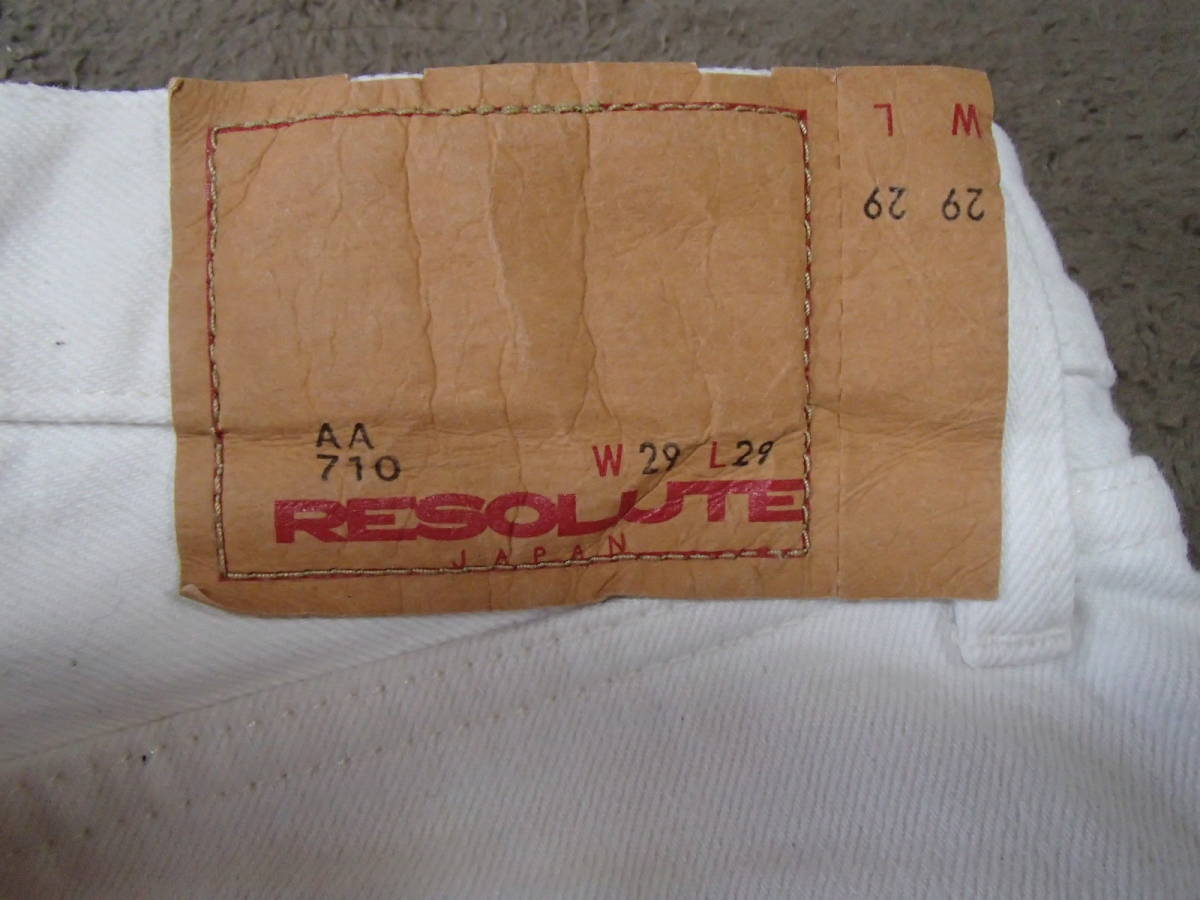 AA
710
W 29 L 29
RESOLUTE
JAPAN
W L
29 29